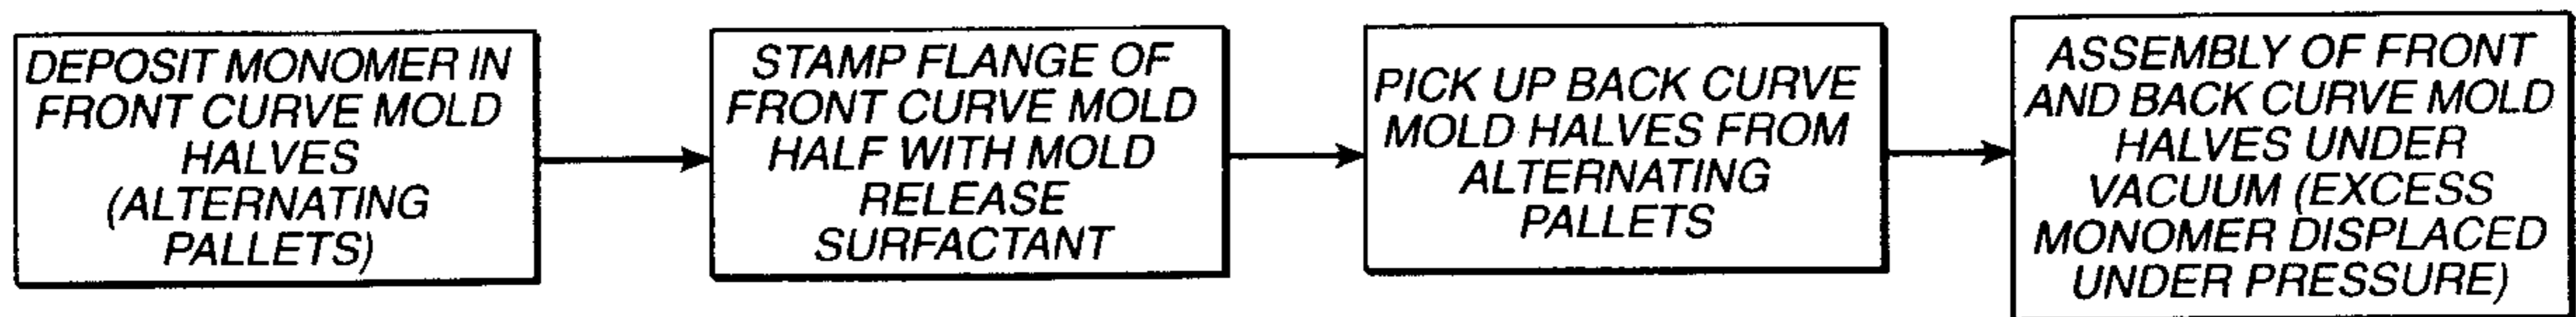 DEPOSIT MONOMER IN
FRONT CURVE MOLD
HALVES
(ALTERNATING
PALLETS)
STAMP FLANGE OF
FRONT CURVE MOLD
HALF WITH MOLD
RELEASE
SURFACTANT
PICK UP BACK CURVE
MOLD HALVES FROM
ALTERNATING
PALLETS
ASSEMBLY OF FRONT
AND BACK CURVE MOLD
HALVES UNDER
VACUUM (EXCESS
MONOMER DISPLACED
UNDER PRESSURE)